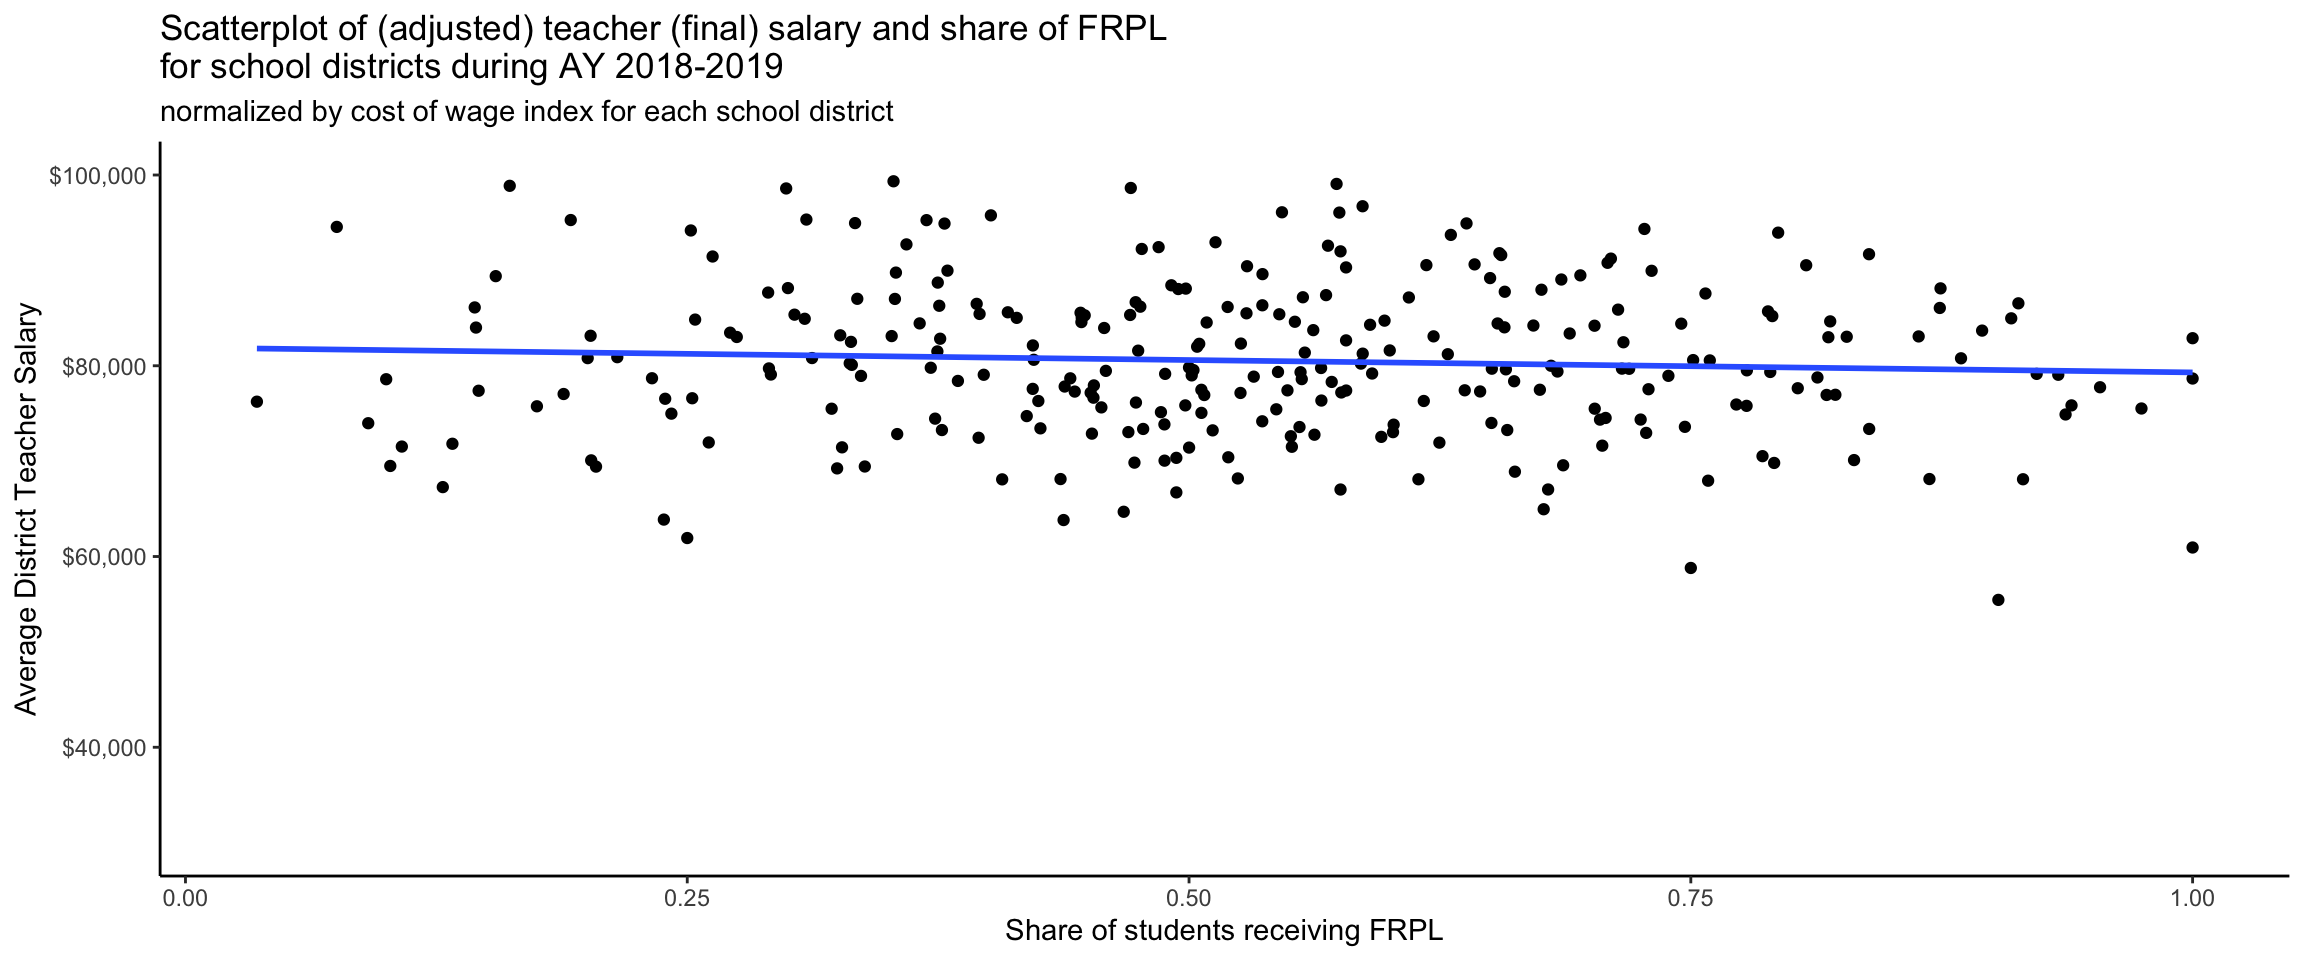 Scatterplot of (adjusted) teacher (final) salary and share of FRPL
for school districts during AY 2018-2019
normalized by cost of wage index for each school district
Average District Teacher Salary
$100,000
$80,000
$60,000
$40,000
0.00
0.25
0.50
0.75
1.00
Share of students receiving FRPL